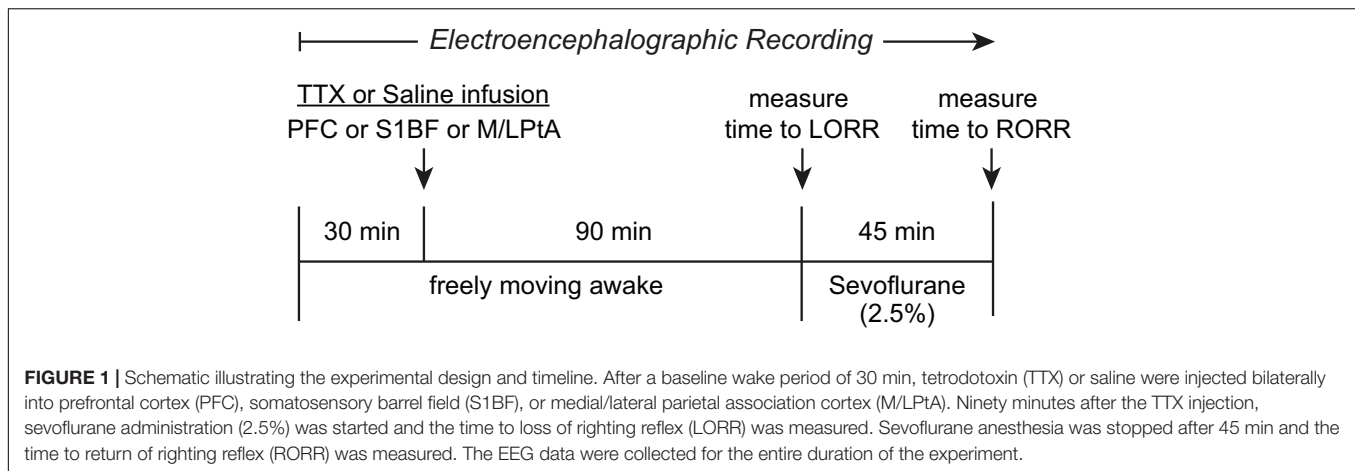 Electroencephalographic Recording
TTX or Saline infusion
PFC or S1BF or M/LPtA
measure
time to LORR
measure
time to RORR
30 min
90 min
45 min
freely moving awake
Sevoflurane
(2.5%)
FIGURE 1 | Schematic illustrating the experimental design and timeline. After a baseline wake period of 30 min, tetrodotoxin (TTX) or saline were injected bilaterally
into prefrontal cortex (PFC), somatosensory barrel field (S1BF), or medial/lateral parietal association cortex (M/LPtA). Ninety minutes after the TTX injection,
sevoflurane administration (2.5%) was started and the time to loss of righting reflex (LORR) was measured. Sevoflurane anesthesia was stopped after 45 min and the
time to return of righting reflex (RORR) was measured. The EEG data were collected for the entire duration of the experiment.